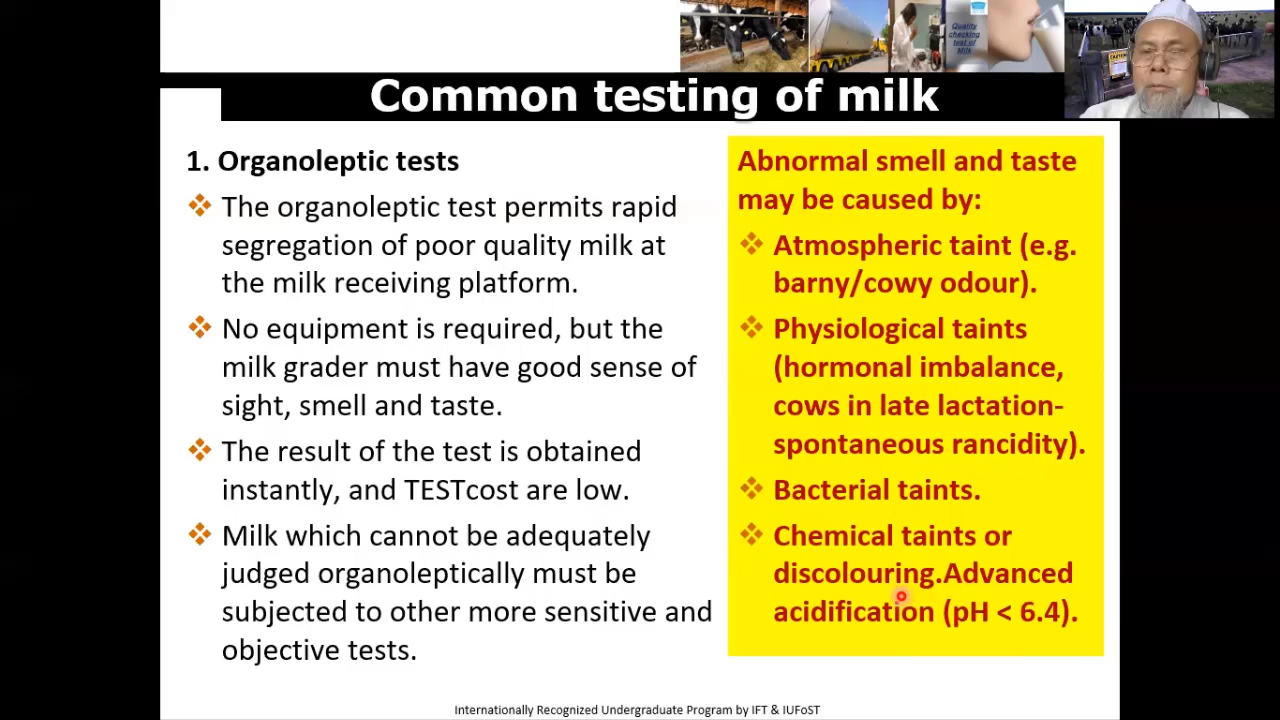 Quality
checking
test of
Milk
Common testing of milk
1. Organoleptic tests
The organoleptic test permits rapid
segregation of poor quality milk at
the milk receiving platform.
No equipment is required, but the
milk grader must have good sense of
sight, smell and taste.
The result of the test is obtained
instantly, and TESTcost are low.
Milk which cannot be adequately
judged organoleptically must be
subjected to other more sensitive and
objective tests.
Abnormal smell and taste
may be caused by:
Atmospheric taint (e.g.
barny/cowy odour).
Physiological taints
(hormonal imbalance,
cows in late lactation-
spontaneous rancidity).
Bacterial taints.
Chemical taints or
discolouring.Advanced
acidification (pH < 6.4).
Internationally Recognized Undergraduate Program by IFT & IUFoST